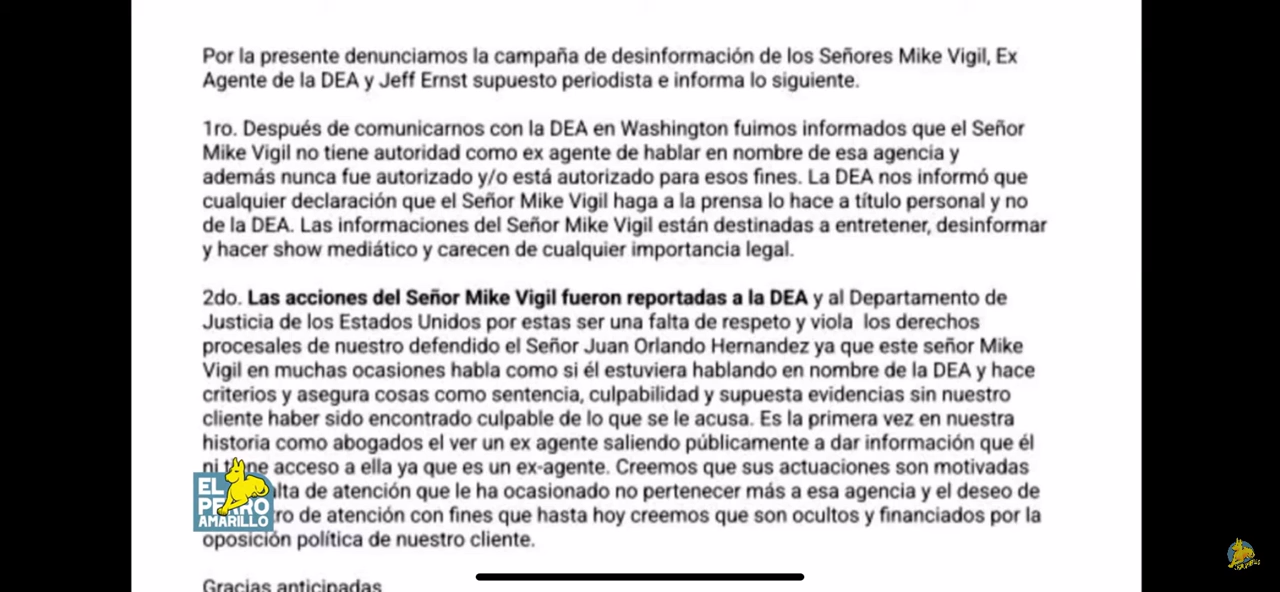 Por la presente denunciamos la campaña de desinformación de los Señores Mike Vigil, Ex
Agente de la DEA y Jeff Ernst supuesto periodista e informa lo siguiente.
1ro. Después de comunicarnos con la DEA en Washington fuimos informados que el Señor
Mike Vigil no tiene autoridad como ex agente de hablar en nombre de esa agencia y
además nunca fue autorizado y/o está autorizado para esos fines. La DEA nos informó que
cualquier declaración que el Señor Mike Vigil haga a la prensa lo hace a título personal y no
de la DEA. Las informaciones del Señor Mike Vigil están destinadas a entretener, desinformar
y hacer show mediático y carecen de cualquier importancia legal.
2do. Las acciones del Señor Mike Vigil fueron reportadas a la DEA y al Departamento de
Justicia de los Estados Unidos por estas ser una falta de respeto y viola los derechos
procesales de nuestro defendido el Señor Juan Orlando Hernandez ya que este señor Mike
Vigil en muchas ocasiones habla como si él estuviera hablando en nombre de la DEA y hace
criterios y asegura cosas como sentencia, culpabilidad y supuesta evidencias sin nuestro
cliente haber sido encontrado culpable de lo que se le acusa. Es la primera vez en nuestra
historia como abogados el ver un ex agente saliendo públicamente a dar información que él
ni acceso a ella ya que es un ex-agente. Creemos que sus actuaciones son motivadas
de atención que le ha ocasionado no pertenecer más a esa agencia y el deseo de
de atención con fines que hasta hoy creemos que son ocultos y financiados por la
oposición política de nuestro cliente.
Gracias anticipadas
EL
PERRO
AMARILLO